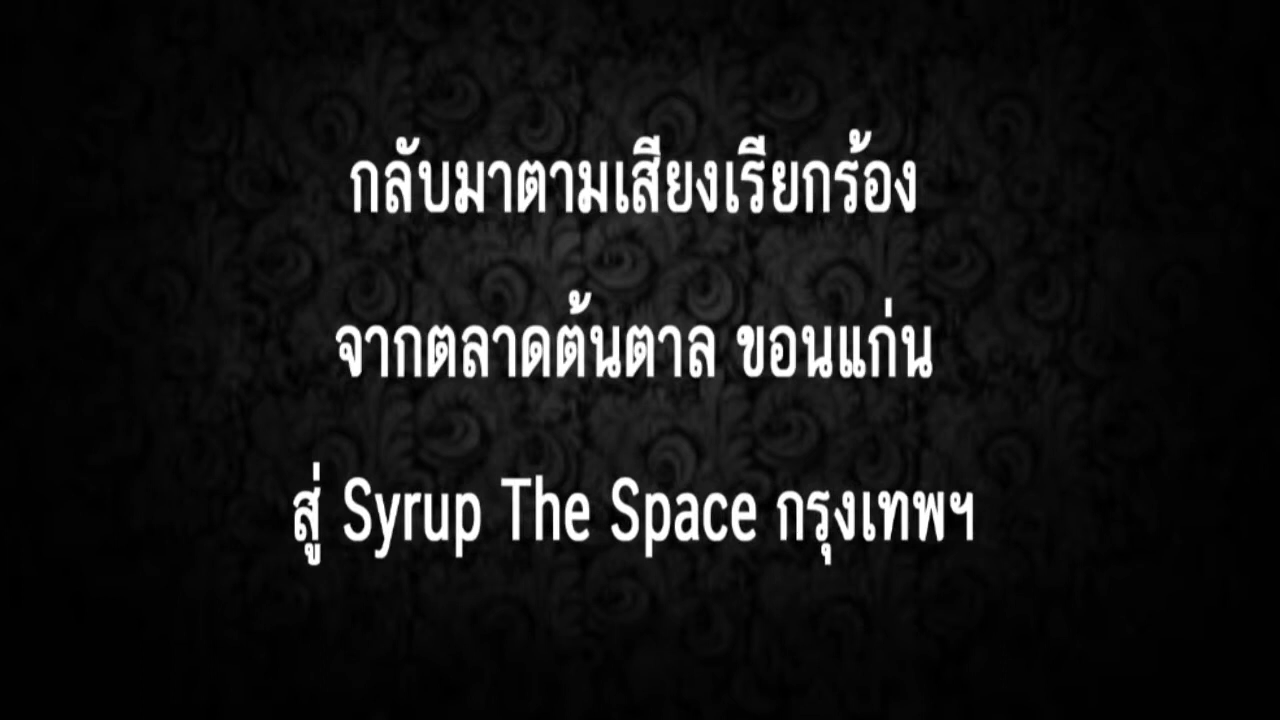 กลับมาตามเสียงเรียกร้อง
จากตลาดต้นตาล ขอนแก่น
สู่ Syrup The Space กรุงเทพฯ